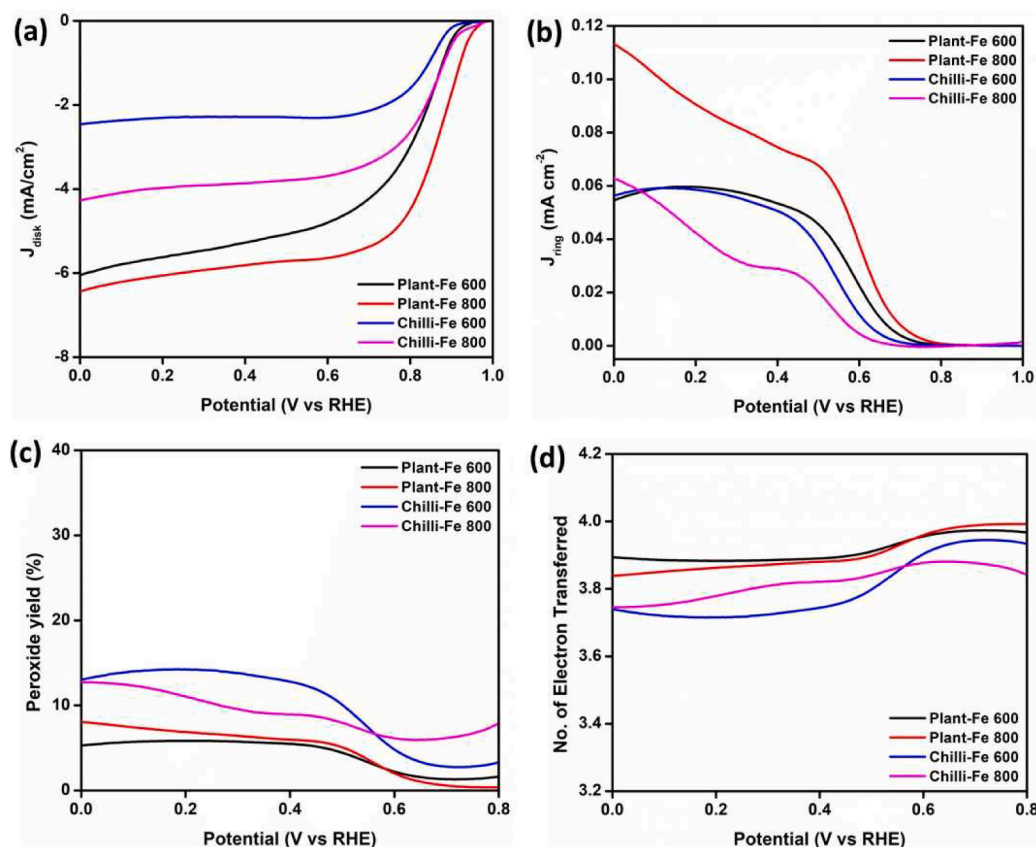 (a)
0
-2
-4
-6
-8
J_disk (mA/cm²)
0.0 0.2 0.4 0.6 0.8 1.0
Potential (V vs RHE)
Plant-Fe 600
Plant-Fe 800
Chilli-Fe 600
Chilli-Fe 800
(b)
0.12
0.10
0.08
0.06
0.04
0.02
0.00
J_ring (mA cm⁻²)
0.0 0.2 0.4 0.6 0.8 1.0
Potential (V vs RHE)
Plant-Fe 600
Plant-Fe 800
Chilli-Fe 600
Chilli-Fe 800
(c)
40
30
20
10
0
Peroxide yield (%)
0.0 0.2 0.4 0.6 0.8
Potential (V vs RHE)
Plant-Fe 600
Plant-Fe 800
Chilli-Fe 600
Chilli-Fe 800
(d)
4.2
4.0
3.8
3.6
3.4
3.2
No. of Electron Transferred
0.0 0.2 0.4 0.6 0.8
Potential (V vs RHE)
Plant-Fe 600
Plant-Fe 800
Chilli-Fe 600
Chilli-Fe 800